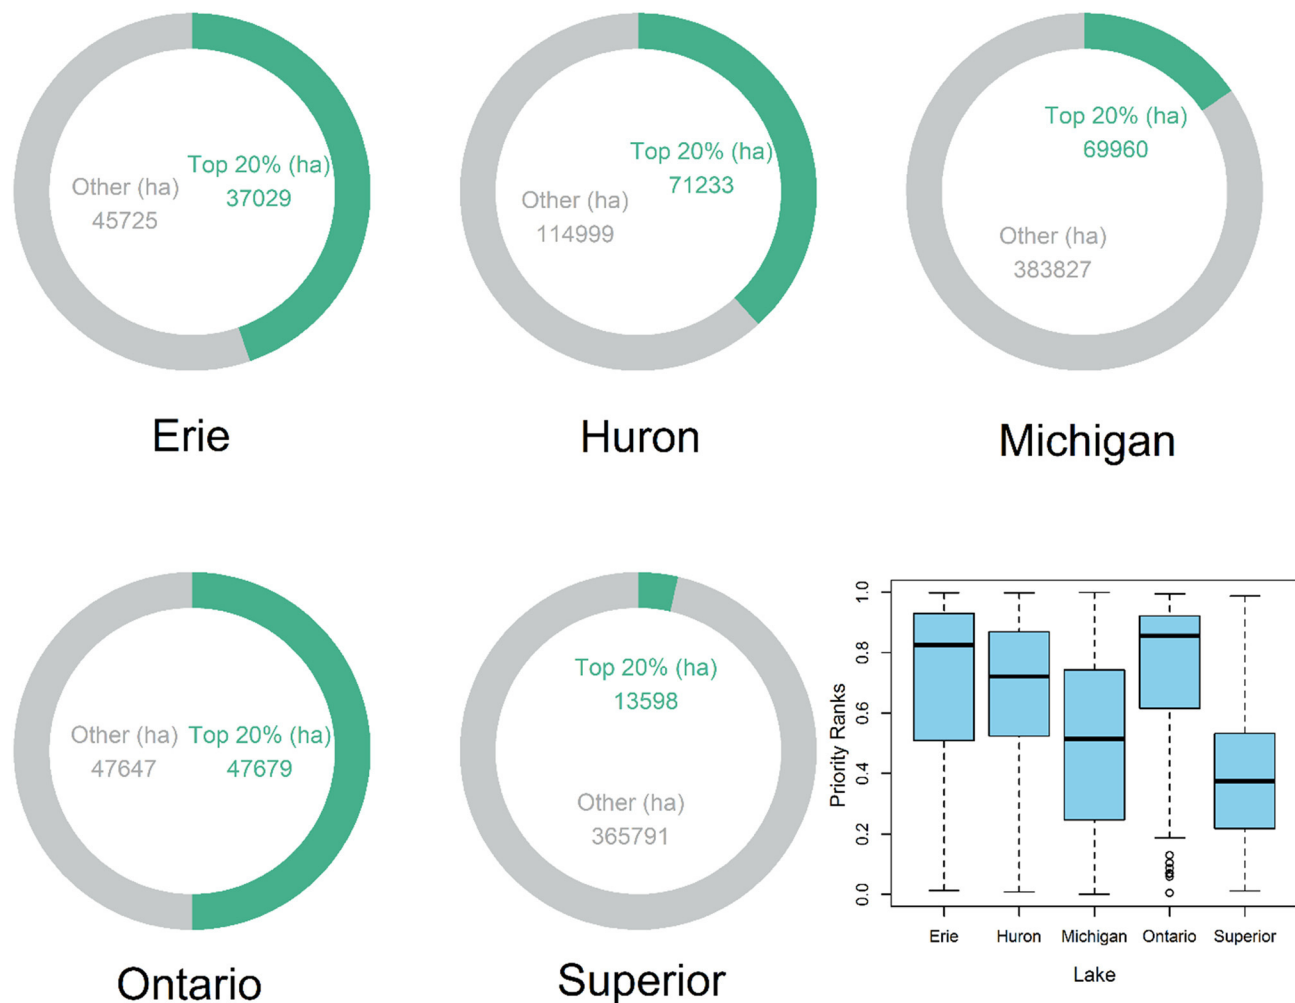 Other (ha)
45725
Top 20% (ha)
37029
Erie
Other (ha)
114999
Top 20% (ha)
71233
Huron
Top 20% (ha)
69960
Other (ha)
383827
Michigan
Other (ha)
47647
Top 20% (ha)
47679
Ontario
Top 20% (ha)
13598
Other (ha)
365791
Superior
Priority Ranks
1.0
0.8
0.6
0.4
0.2
0.0
Erie Huron Michigan Ontario Superior
Lake